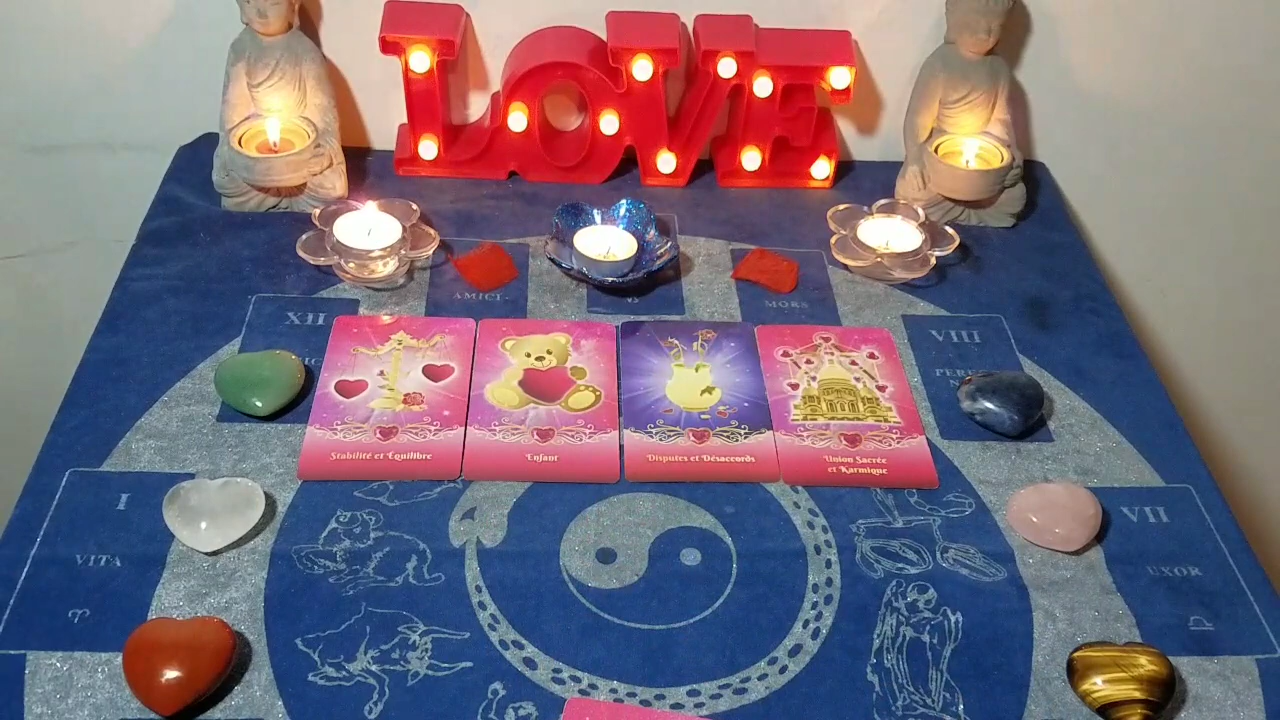 LOVE
AMICI-
MORS
XII
VIII
Stabilité et Équilibre
Enfant
Disputes et Désaccords
Union Sacrée
et Karmique
I
VII
VITA
UXOR